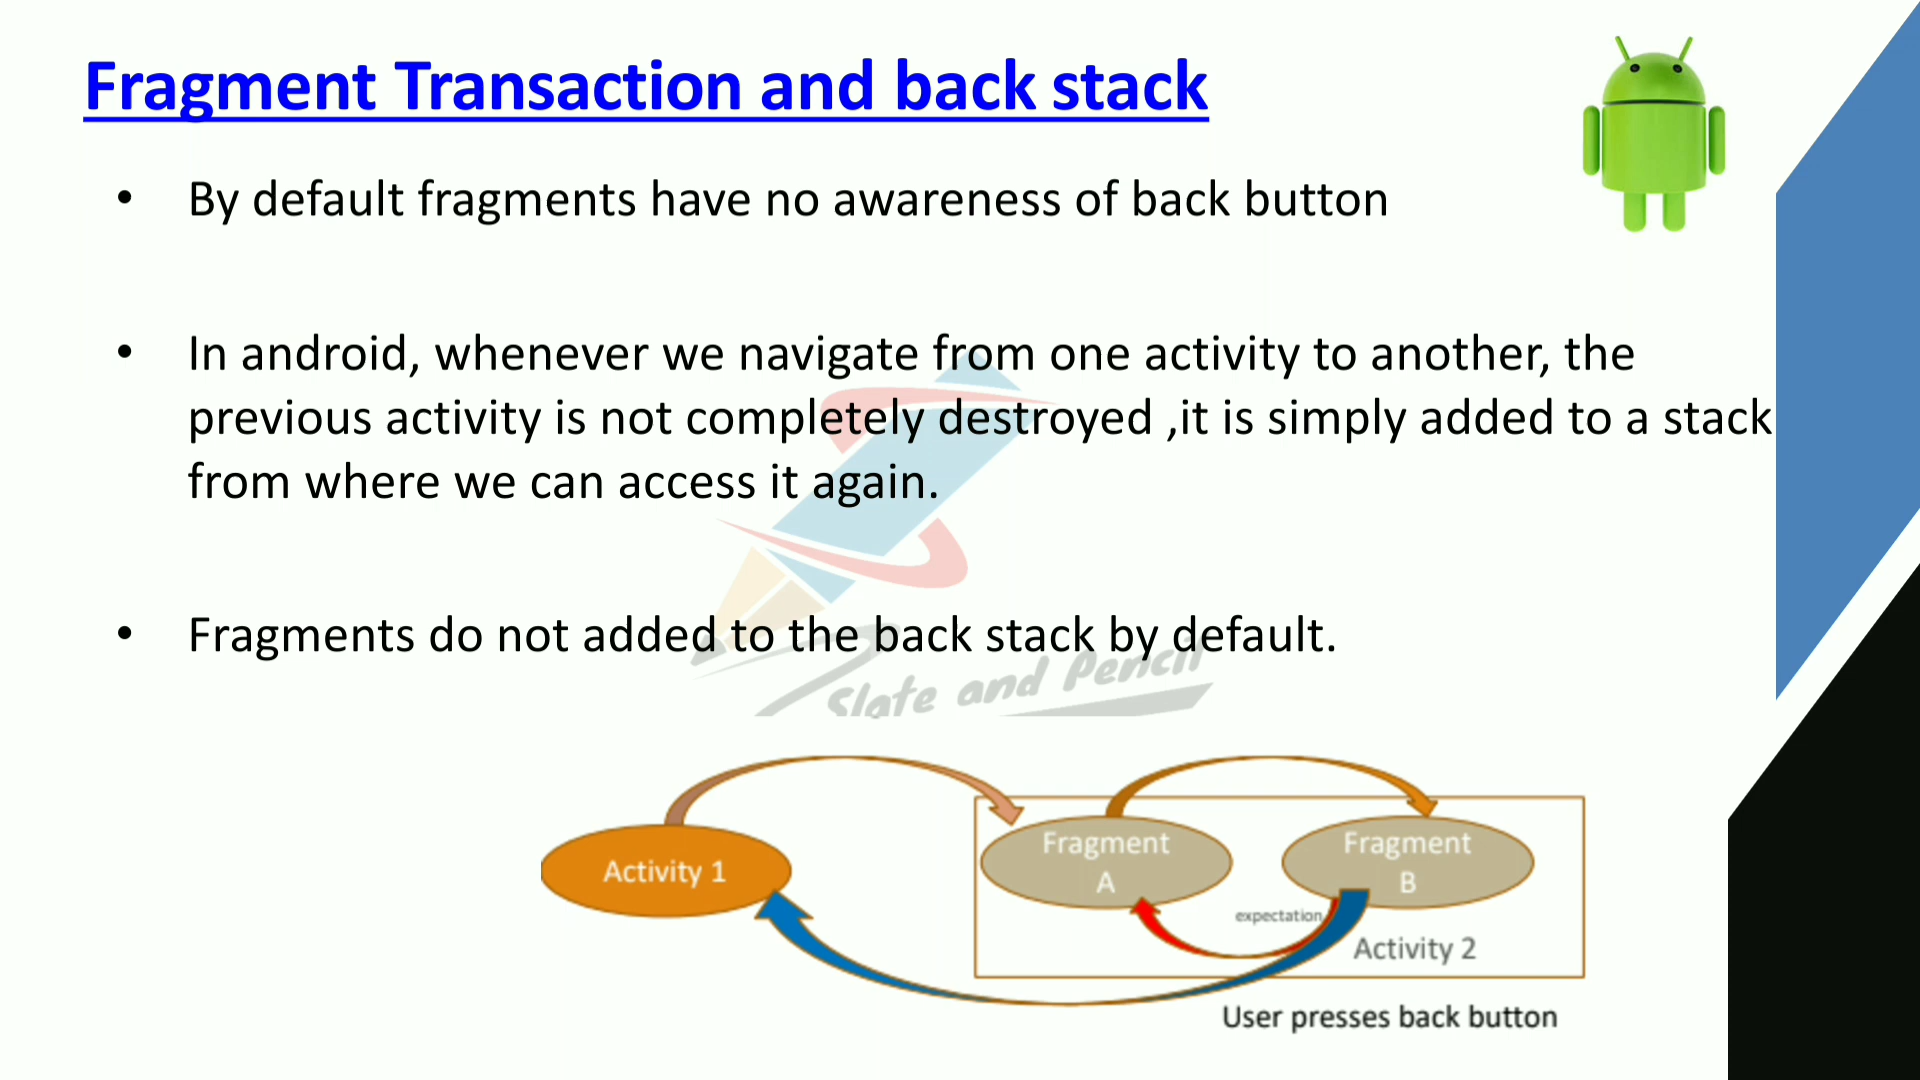 Fragment Transaction and back stack
• By default fragments have no awareness of back button
• In android, whenever we navigate from one activity to another, the
previous activity is not completely destroyed ,it is simply added to a stack
from where we can access it again.
• Fragments do not added to the back stack by default.
Slate and Pencil
Activity 1
Fragment
A
Fragment
B
expectation
Activity 2
User presses back button